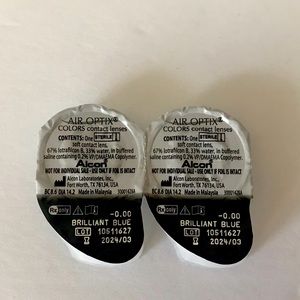 AIR OPTIX®
COLORS contact lenses
CONTENTS: One STERILE
soft contact lens.
67% lotrafilcon B, 33% water, in buffered
saline containing 0.2% VP/DMAEMA Copolymer.
Alcon
NOT FOR INDIVIDUAL SALE - USE ONLY IF FOIL IS INTACT
Alcon Laboratories, Inc.
Fort Worth, TX 76134, USA
BC 8.6 DIA 14.2 Made in Malaysia
Rx only
-0.00
BRILLIANT BLUE
LOT 10511627
2024/03
AIR OPTIX®
COLORS contact lenses
CONTENTS: One STERILE
soft contact lens.
67% lotrafilcon B, 33% water, in buffered
saline containing 0.2% VP/DMAEMA Copolymer.
Alcon
NOT FOR INDIVIDUAL SALE - USE ONLY IF FOIL IS INTACT
Alcon Laboratories, Inc.
Fort Worth, TX 76134, USA
BC 8.6 DIA 14.2 Made in Malaysia
Rx only
-0.00
BRILLIANT BLUE
LOT 10511627
2024/03